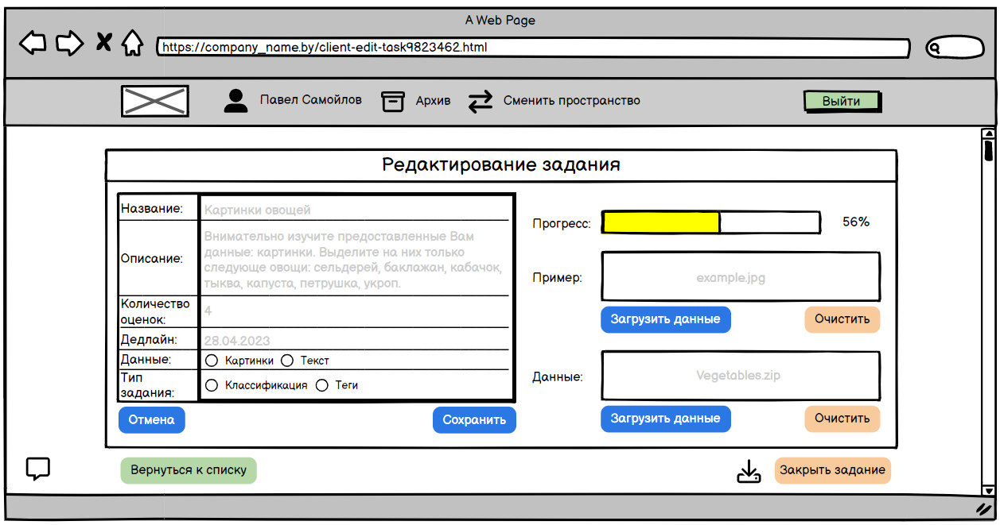 A Web Page
https://company_name.by/client-edit-task9823462.html
Павел Самойлов
Архив
Сменить пространство
Выйти
Редактирование задания
Название:
Картинки овощей
Описание:
Внимательно изучите предоставленные Вам
данные: картинки. Выделите на них только
следующе овощи: сельдерей, баклажан, кабачок,
тыква, капуста, петрушка, укроп.
Количество
оценок:
4
Дедлайн:
28.04.2023
Данные:
Картинки
Текст
Тип
задания:
Классификация
Теги
Отмена
Сохранить
Прогресс:
56%
Пример:
example.jpg
Загрузить данные
Очистить
Данные:
Vegetables.zip
Загрузить данные
Очистить
Вернуться к списку
Закрыть задание